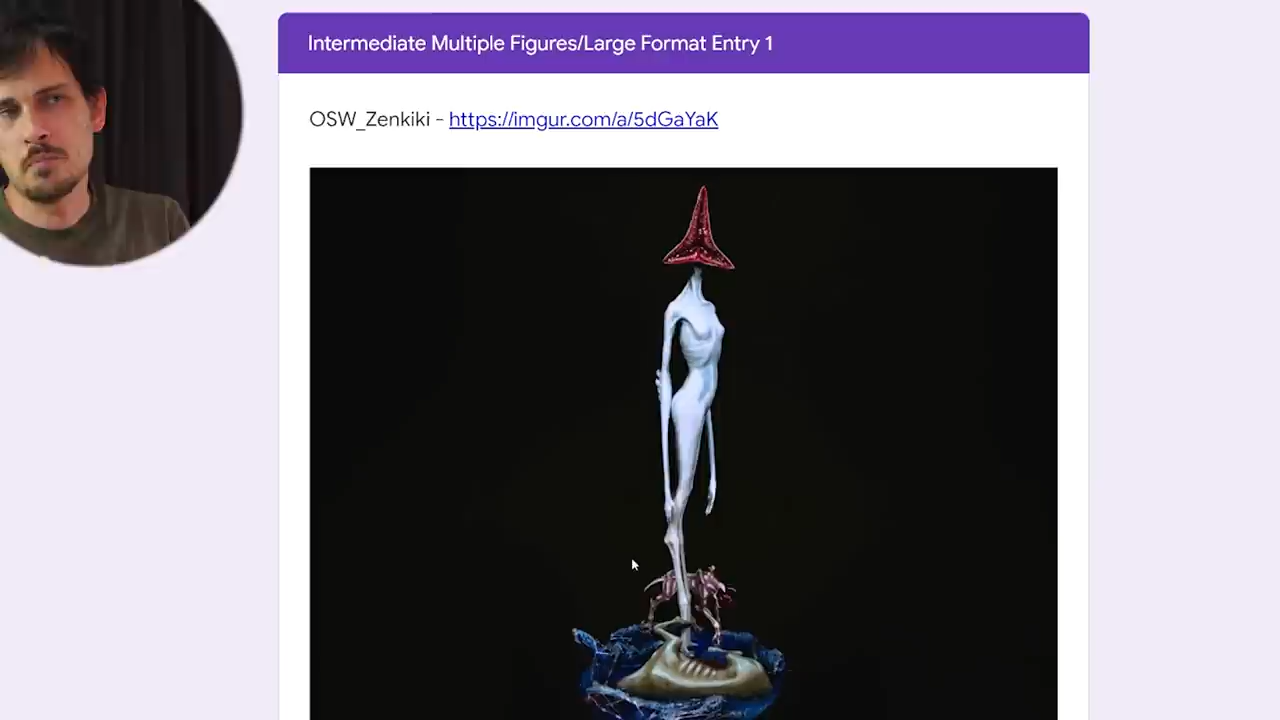 Intermediate Multiple Figures/Large Format Entry 1
OSW_Zenkiki - https://imgur.com/a/5dGaYaK